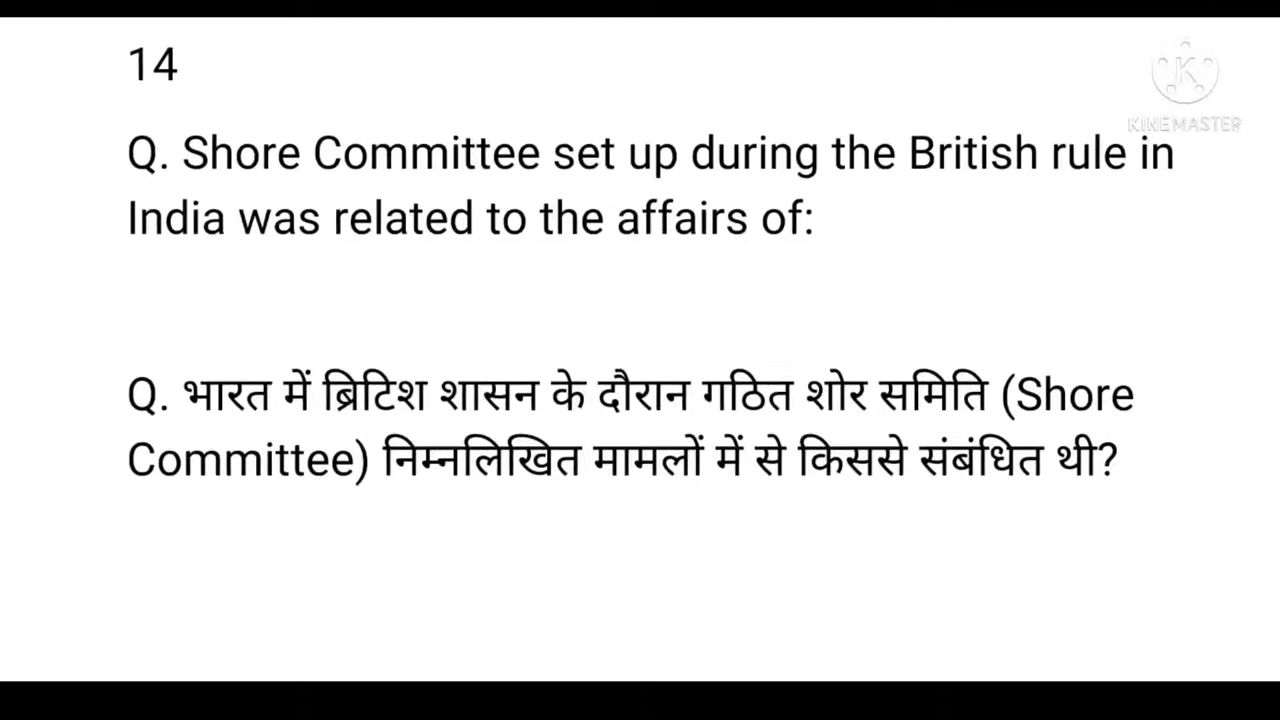 14
KINEMASTER
Q. Shore Committee set up during the British rule in
India was related to the affairs of:
Q. भारत में ब्रिटिश शासन के दौरान गठित शोर समिति (Shore
Committee) निम्नलिखित मामलों में से किससे संबंधित थी?